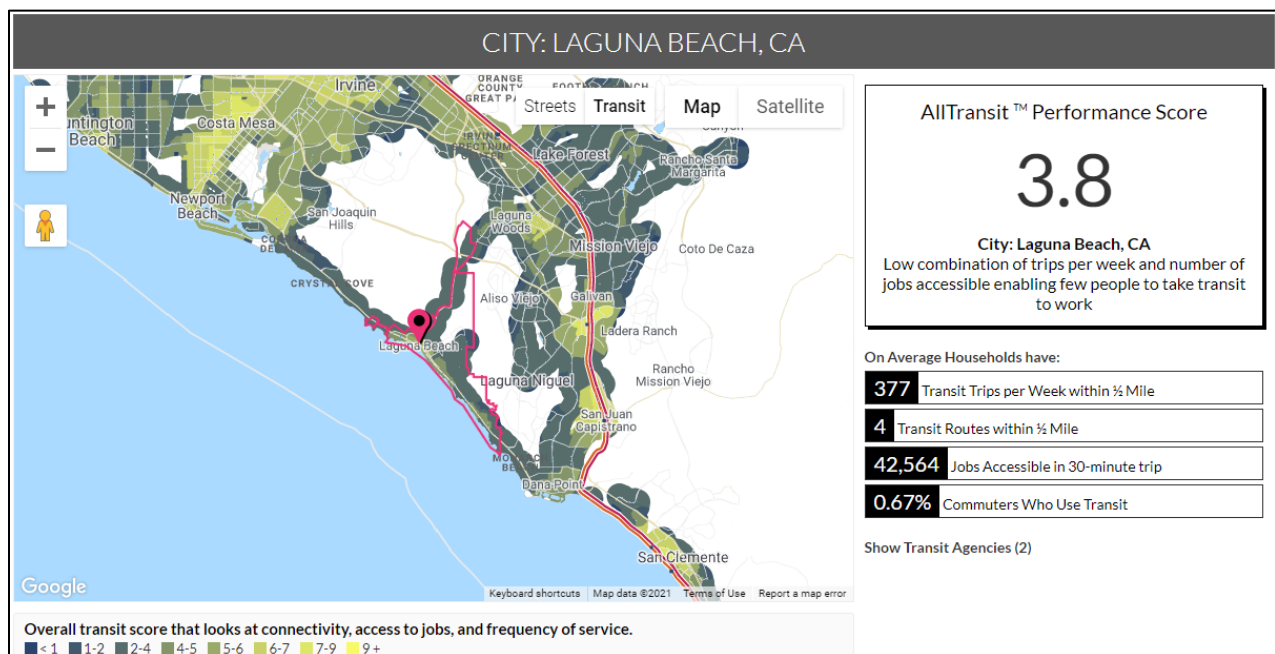 CITY: LAGUNA BEACH, CA
Irvine
ORANGE
COUNTY
GREAT
Streets
Transit
Map
Satellite
Beach
Costa Mesa
Lake Forest
Rancho Santa
Margarita
Newport
Beach
San Joaquin
Hills
Laguna
Woods
Mission Viejo
Coto De Caza
CRYSTAL COVE
Aliso Viejo
Galivan
Ladera Ranch
Laguna Beach
Laguna Niguel
Rancho
Mission Viejo
San Juan
Capistrano
Dana Point
San Clemente
Google
Keyboard shortcuts
Map data ©2021
Terms of Use
Report a map error
Overall transit score that looks at connectivity, access to jobs, and frequency of service.
< 1 1-2 2-4 4-5 5-6 6-7 7-9 9 +
AllTransit ™ Performance Score
3.8
City: Laguna Beach, CA
Low combination of trips per week and number of
jobs accessible enabling few people to take transit
to work
On Average Households have:
377 Transit Trips per Week within ½ Mile
4 Transit Routes within ½ Mile
42,564 Jobs Accessible in 30-minute trip
0.67% Commuters Who Use Transit
Show Transit Agencies (2)